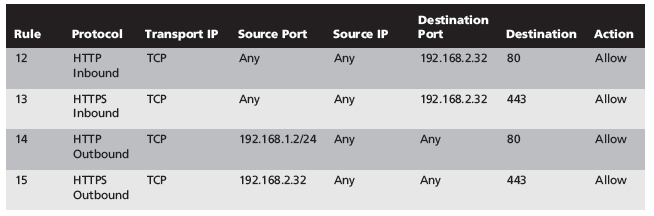 Destination
Rule Protocol Transport IP Source Port Source IP Port Destination Action
12 HTTP TCP Any Any 192.168.2.32 80 Allow
Inbound
13 HTTPS TCP Any Any 192.168.2.32 443 Allow
Inbound
14 HTTP TCP 192.168.1.2/24 Any Any 80 Allow
Outbound
15 HTTPS TCP 192.168.2.32 Any Any 443 Allow
Outbound